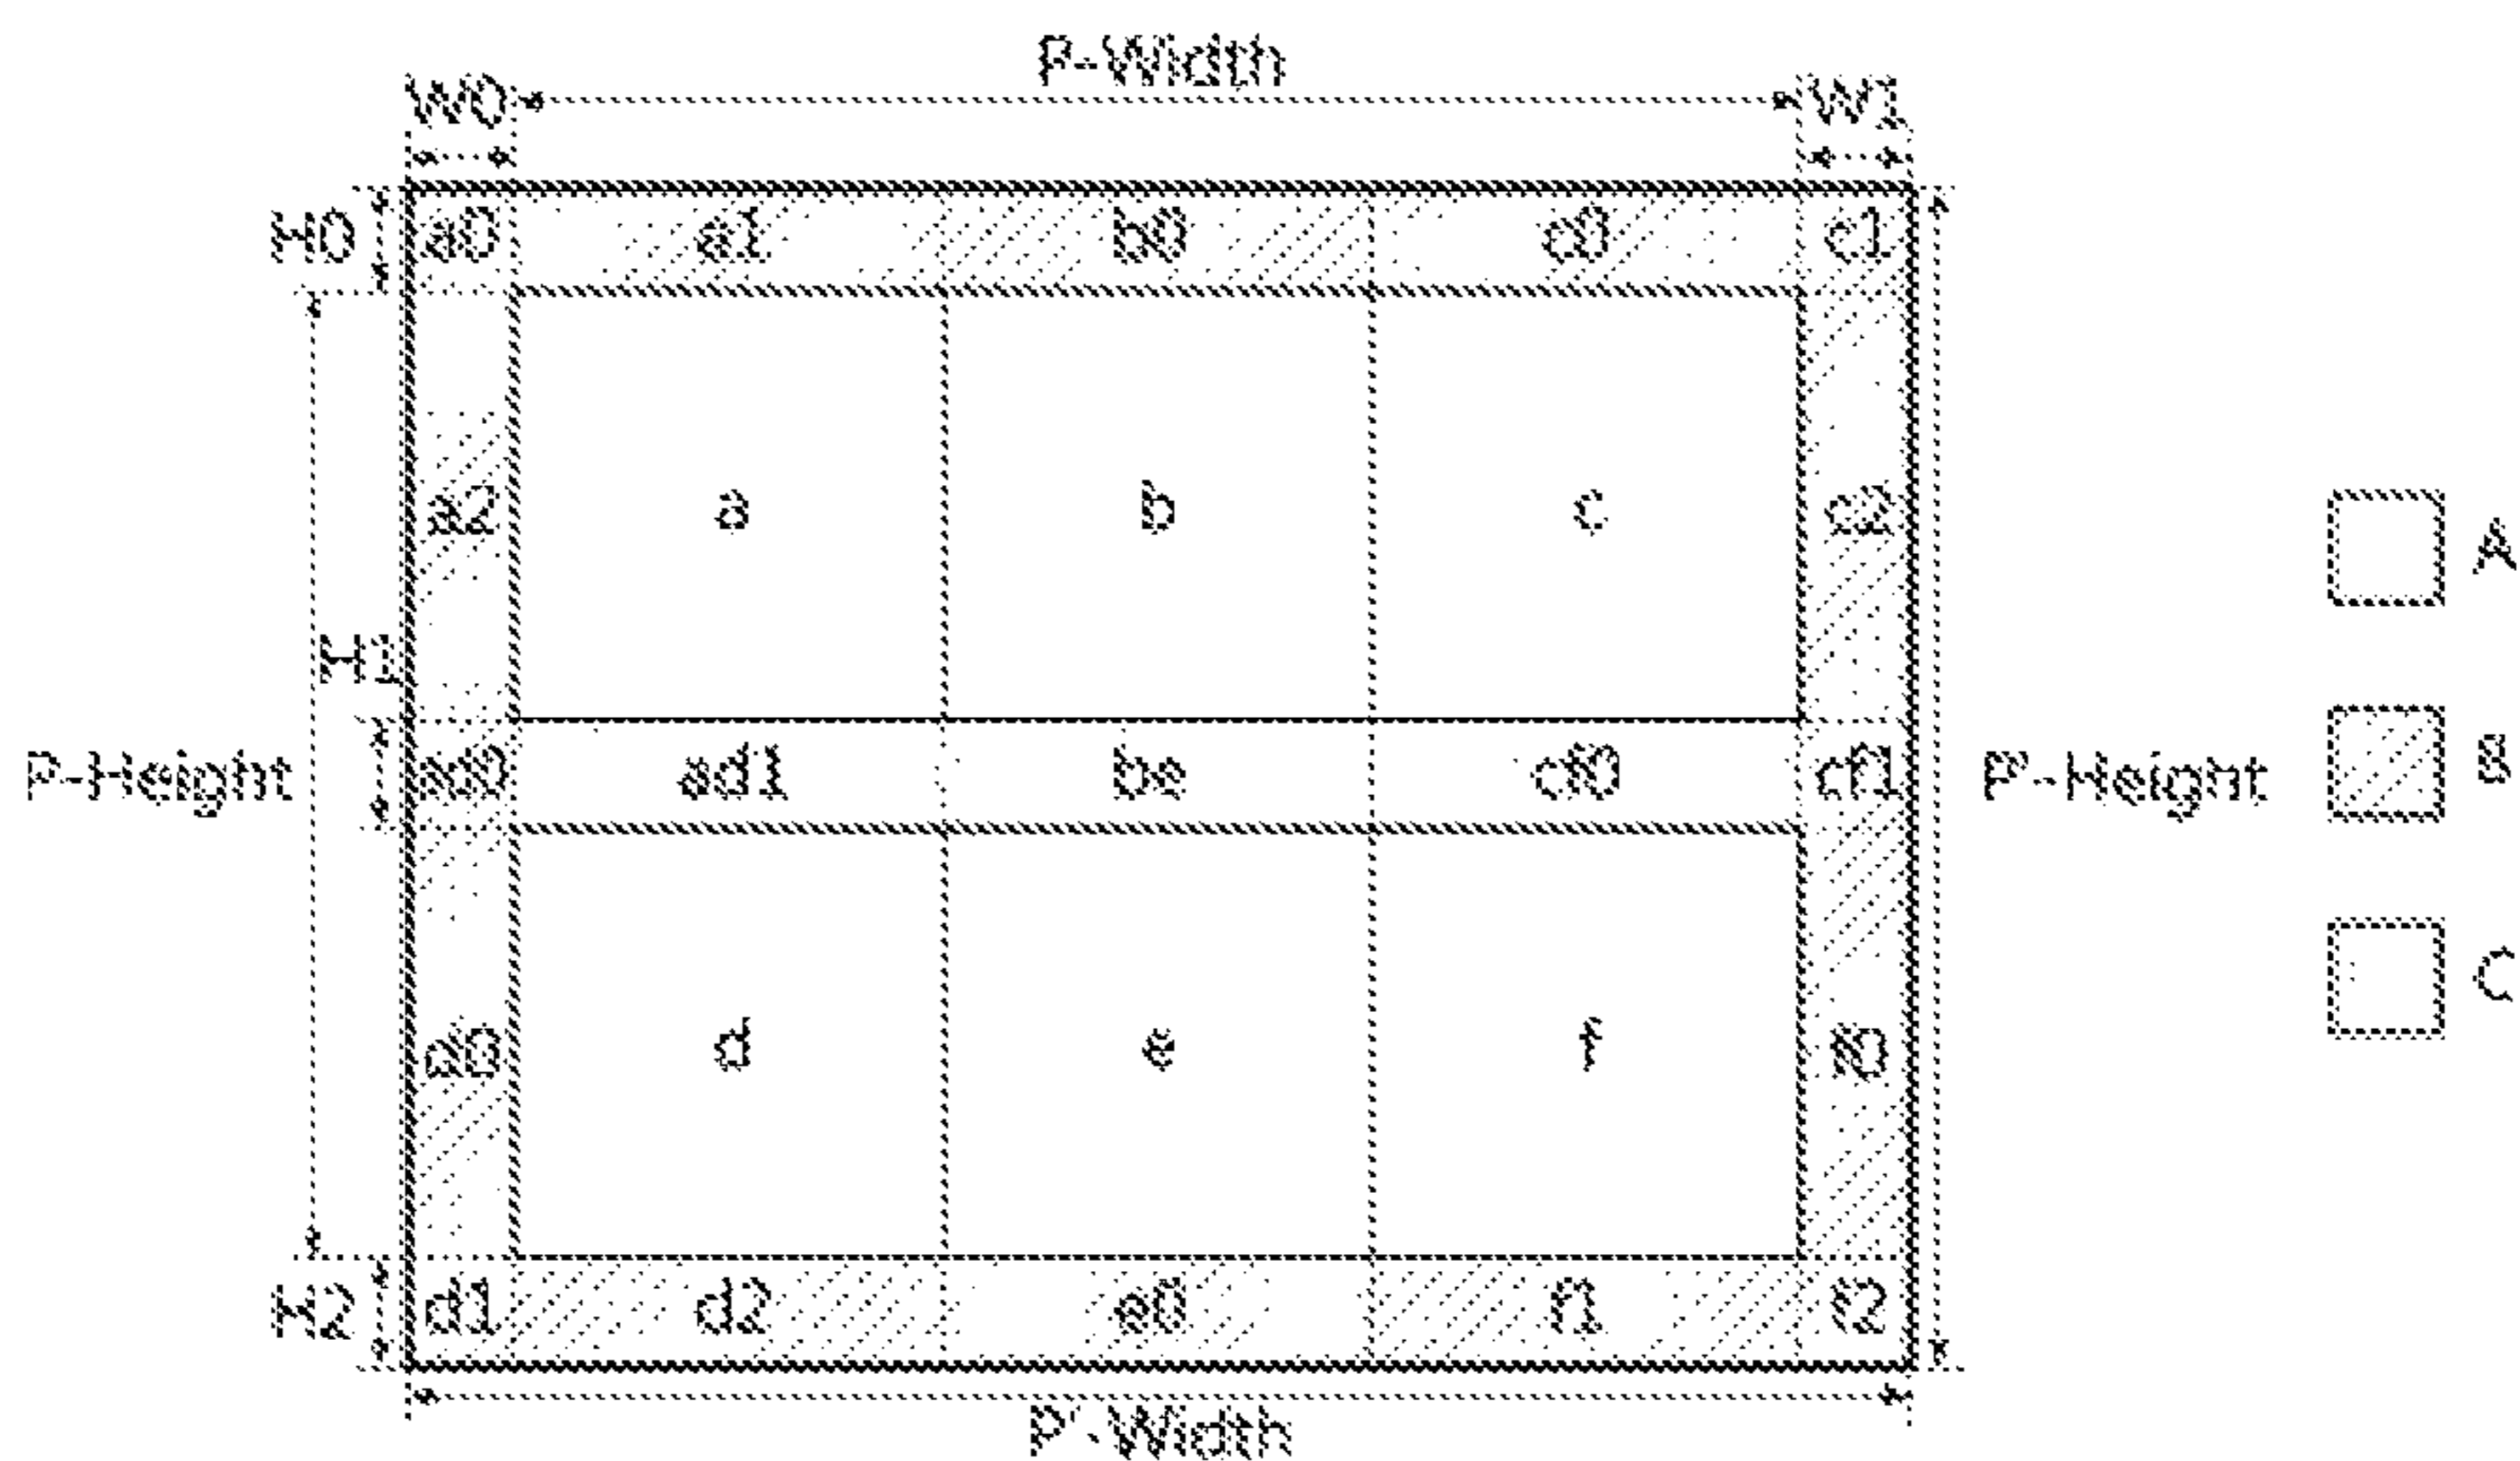 P-Width
W0 W1
H0 a0 a1 b0 c0 c1
a2 a b c c2
H1
P-Height ad0 ad1 be cf0 cf1 P'-Height
d0 d e f f0
H2 d1 d2 e0 f1 f2
P'-Width
A
B
C